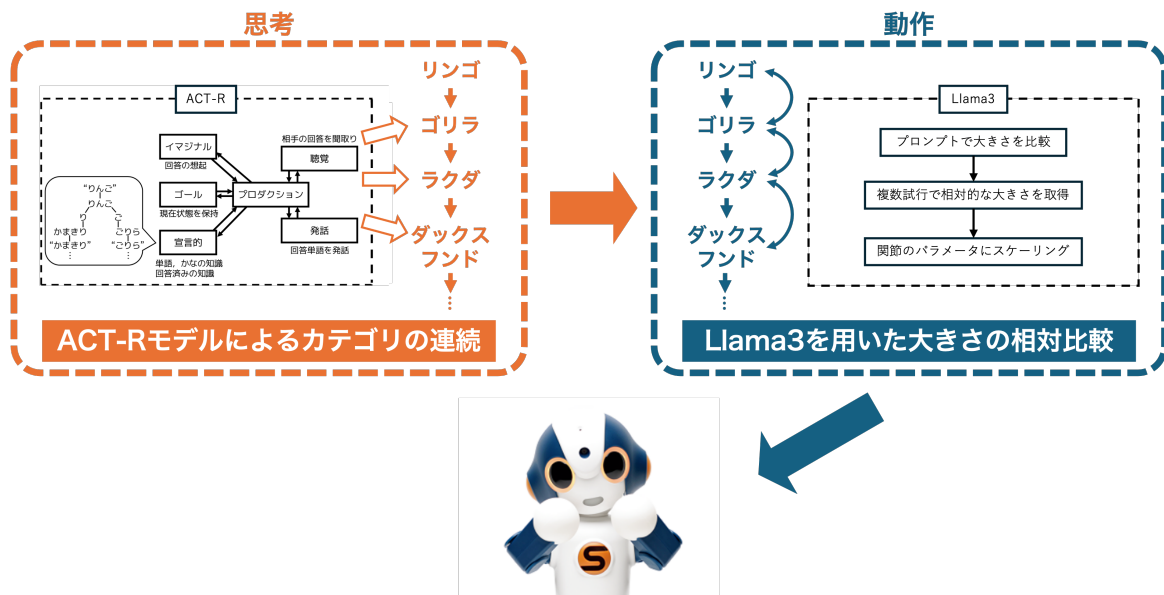 思考
ACT-R
イマジナル
回答の想起
ゴール
現在状態を保持
宣言的
単語，かなの知識
回答済みの知識
プロダクション
相手の回答を聞取り
聴覚
発話
回答単語を発話
“りんご”
りんご
り
ご
かまきり
ごりら
“かまきり”
“ごりら”
⋮
⋮
リンゴ
ゴリラ
ラクダ
ダックス
フンド
⋮
ACT-Rモデルによるカテゴリの連続
動作
リンゴ
ゴリラ
ラクダ
ダックス
フンド
⋮
Llama3
プロンプトで大きさを比較
複数試行で相対的な大きさを取得
関節のパラメータにスケーリング
Llama3を用いた大きさの相対比較
S